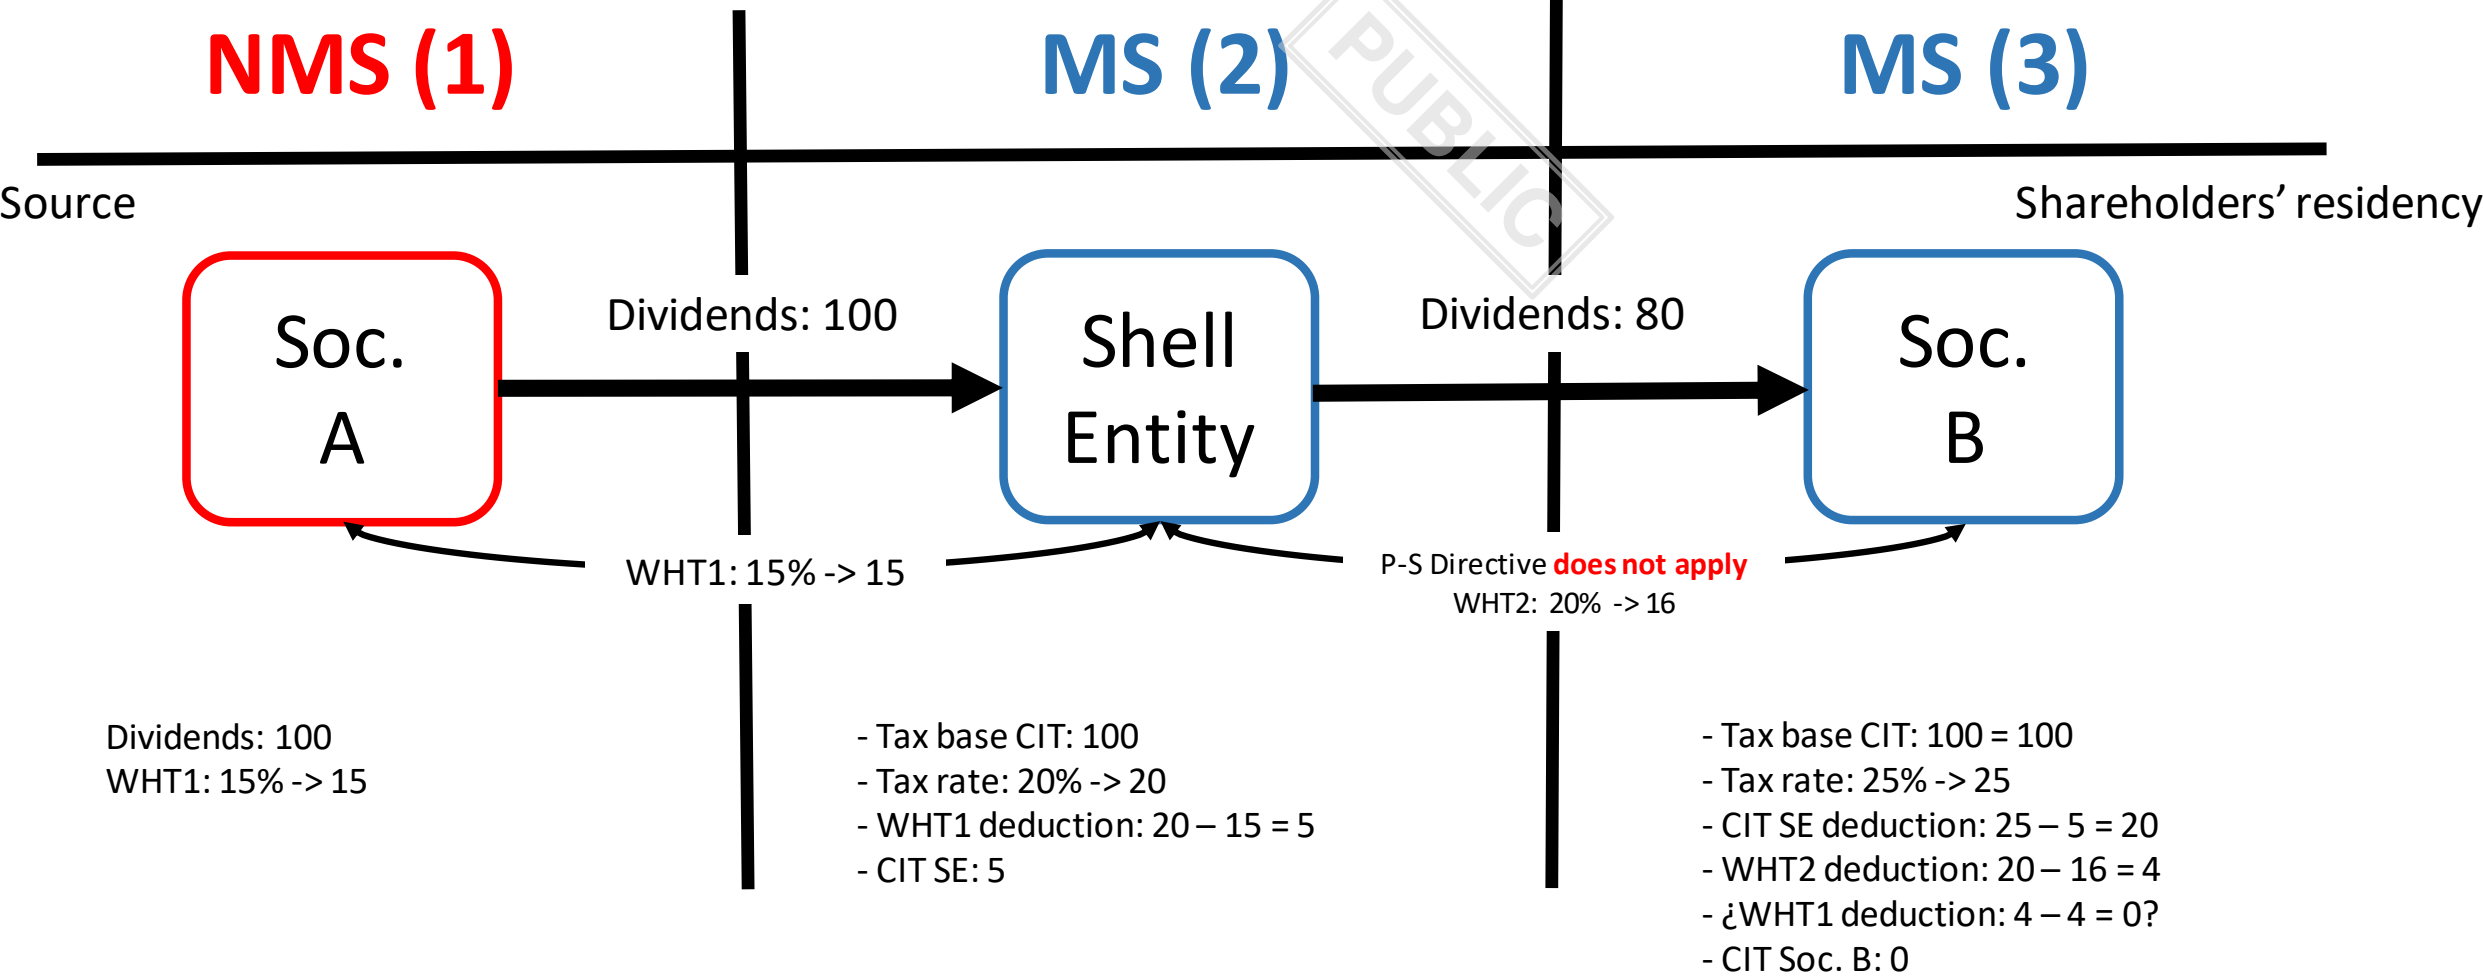 NMS (1)
MS (2)
MS (3)
PUBLIC
Source
Shareholders’ residency
Soc.
A
Dividends: 100
Shell
Entity
Dividends: 80
Soc.
B
WHT1: 15% -> 15
P-S Directive does not apply
WHT2: 20% -> 16
Dividends: 100
WHT1: 15% -> 15
- Tax base CIT: 100
- Tax rate: 20% -> 20
- WHT1 deduction: 20 – 15 = 5
- CIT SE: 5
- Tax base CIT: 100 = 100
- Tax rate: 25% -> 25
- CIT SE deduction: 25 – 5 = 20
- WHT2 deduction: 20 – 16 = 4
- ¿WHT1 deduction: 4 – 4 = 0?
- CIT Soc. B: 0